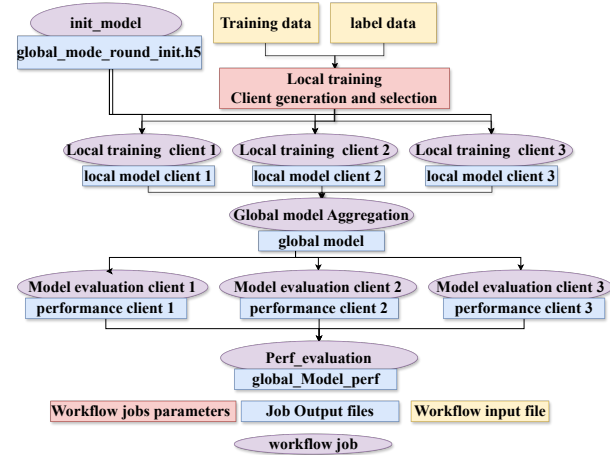 init_model
Training data
label data
global_mode_round_init.h5
Local training
Client generation and selection
Local training client 1
Local training client 2
Local training client 3
local model client 1
local model client 2
local model client 3
Global model Aggregation
global model
Model evaluation client 1
Model evaluation client 2
Model evaluation client 3
performance client 1
performance client 2
performance client 3
Perf_evaluation
global_Model_perf
Workflow jobs parameters
Job Output files
Workflow input file
workflow job